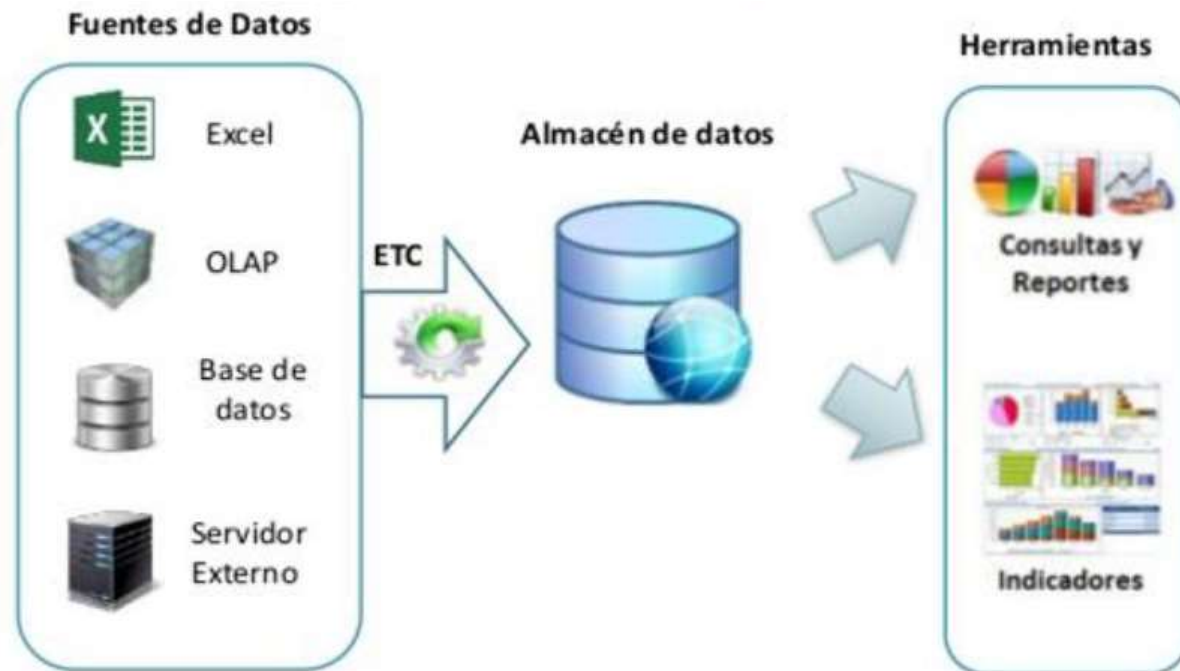 Fuentes de Datos
X
Excel
OLAP
Base de
datos
Servidor
Externo
ETC
Almacén de datos
Herramientas
Consultas y
Reportes
Indicadores